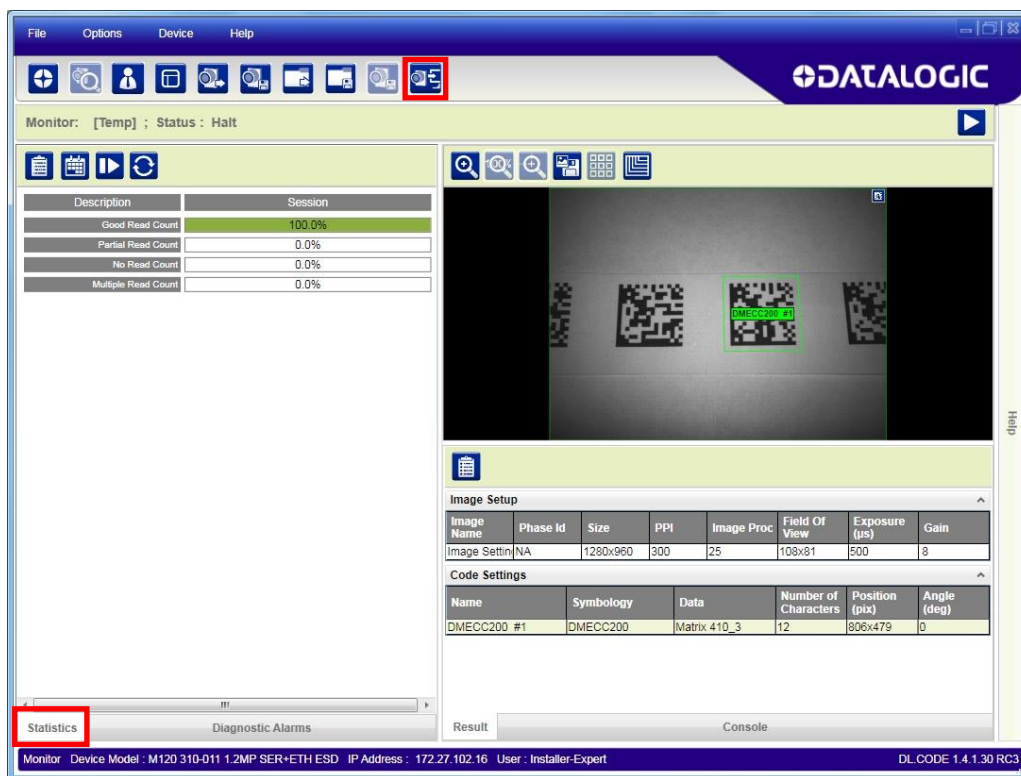 File Options Device Help
DATALOGIC
Monitor: [Temp] ; Status : Halt
Description Session
Good Read Count 100.0%
Partial Read Count 0.0%
No Read Count 0.0%
Multiple Read Count 0.0%
100%
DMECC200 #1
Help
Image Setup
Image Name Phase Id Size PPI Image Proc Field Of View Exposure (µs) Gain
Image Settin NA 1280x960 300 25 108x81 500 8
Code Settings
Name Symbology Data Number of Characters Position (pix) Angle (deg)
DMECC200 #1 DMECC200 Matrix 410_3 12 806x479 0
Statistics Diagnostic Alarms Result Console
Monitor Device Model : M120 310-011 1.2MP SER+ETH ESD IP Address : 172.27.102.16 User : Installer-Expert DL.CODE 1.4.1.30 RC3